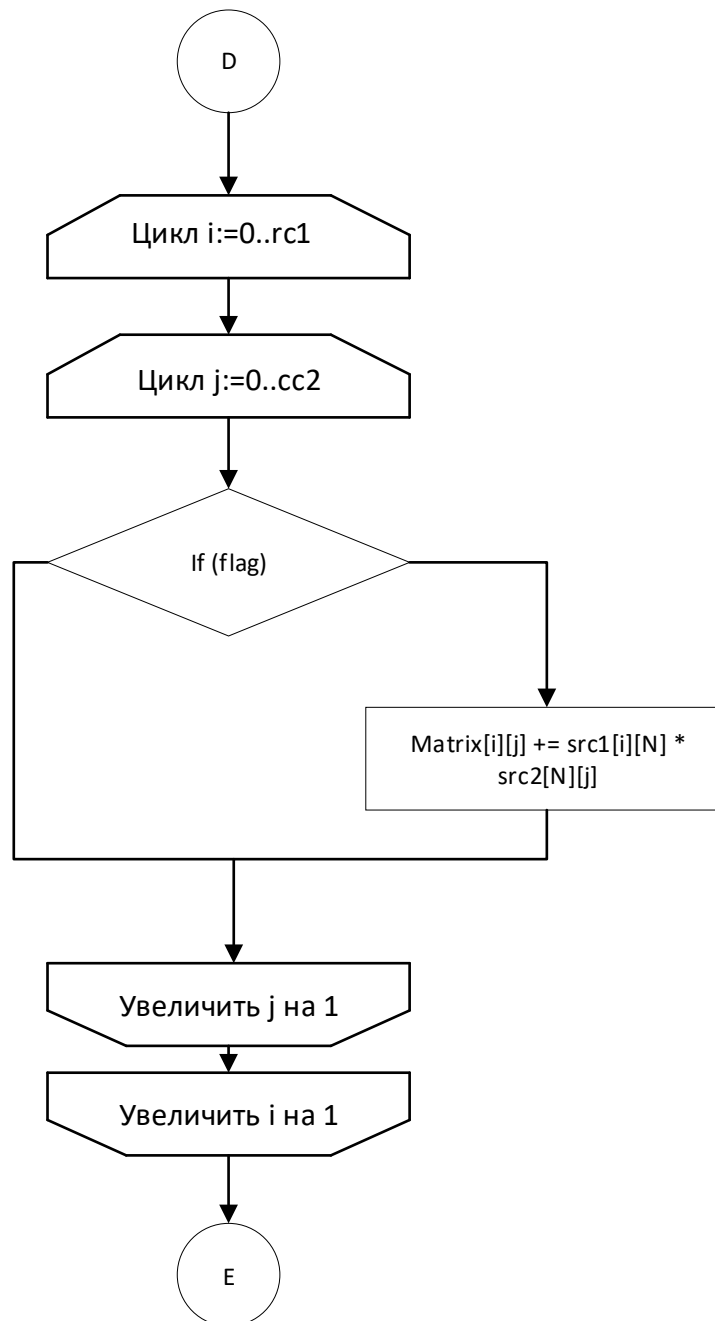 D
Цикл i:=0..rc1
Цикл j:=0..cc2
If (flag)
Matrix[i][j] += src1[i][N] *
src2[N][j]
Увеличить j на 1
Увеличить i на 1
E